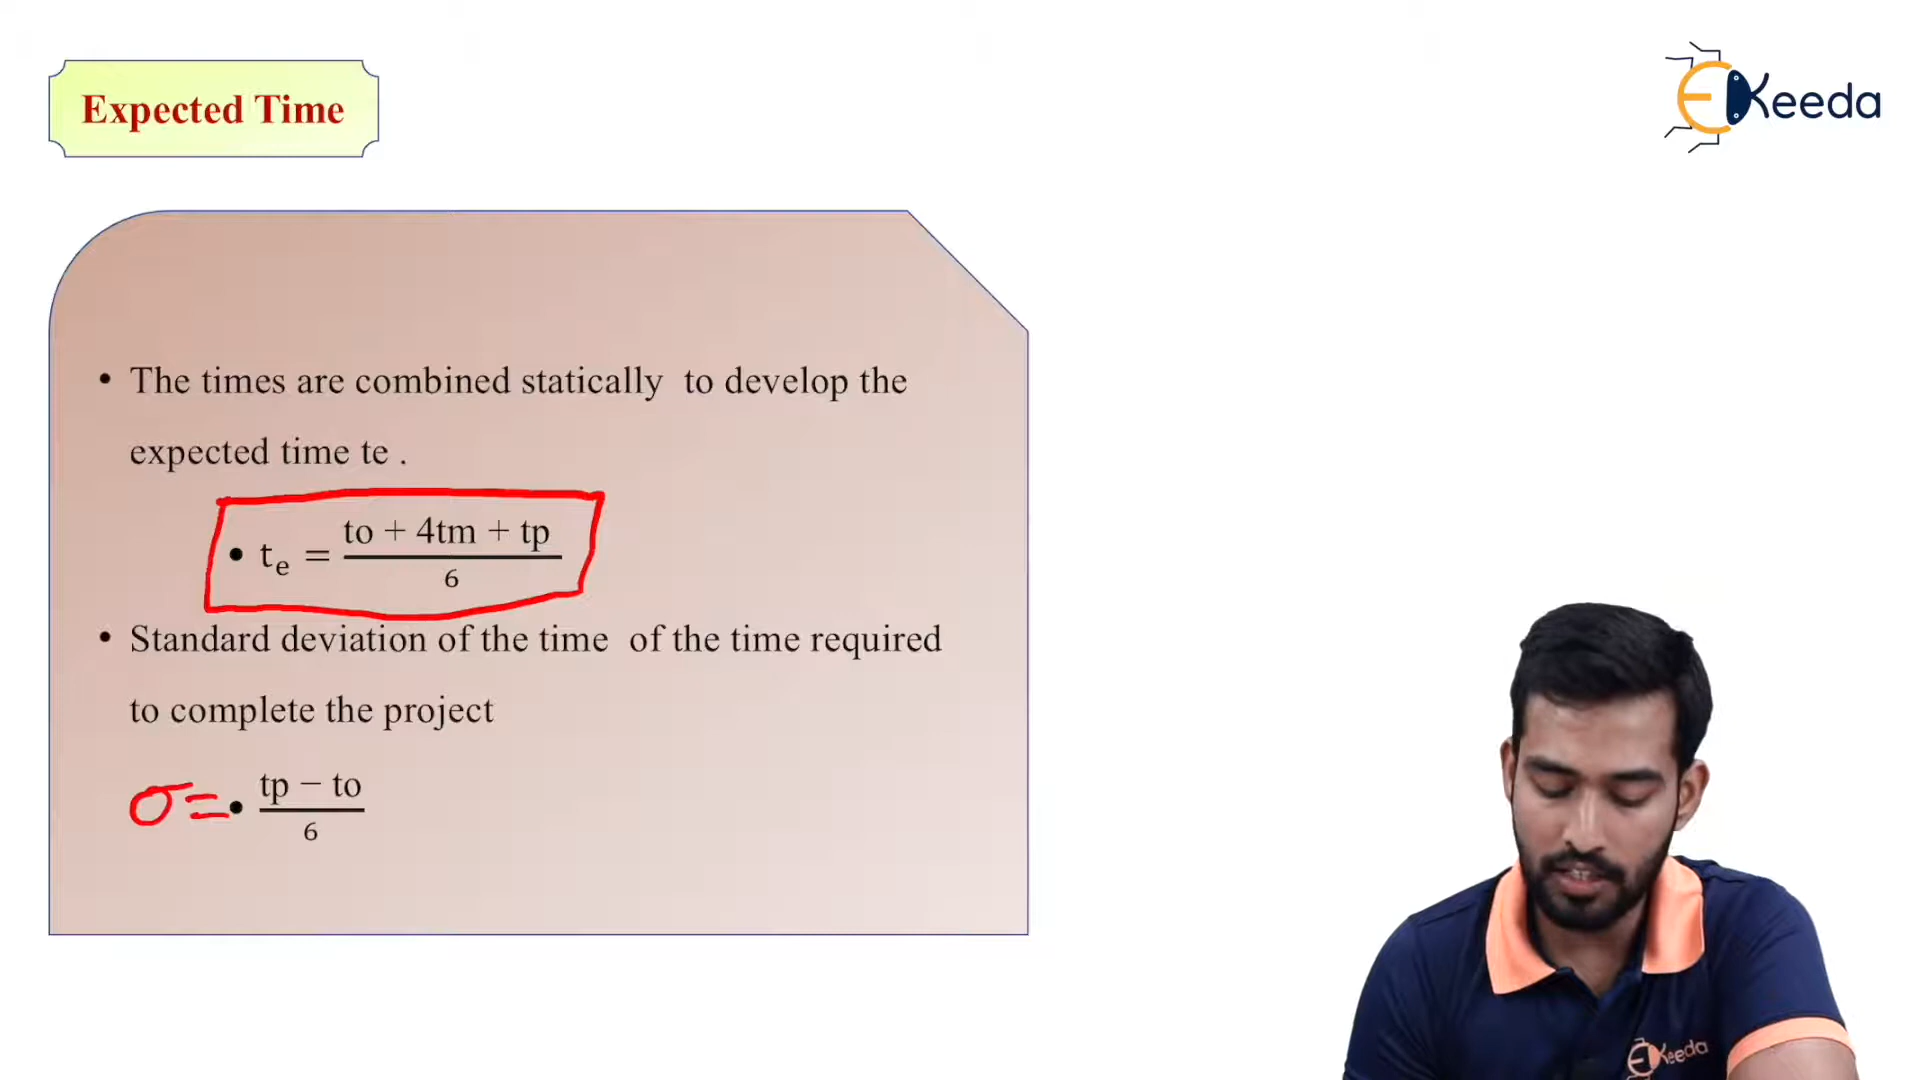 Expected Time
EKeeda
• The times are combined statically to develop the
expected time te .
• tₑ = (to + 4tm + tp) / 6
• Standard deviation of the time of the time required
to complete the project
σ = • (tp − to) / 6
EKeeda